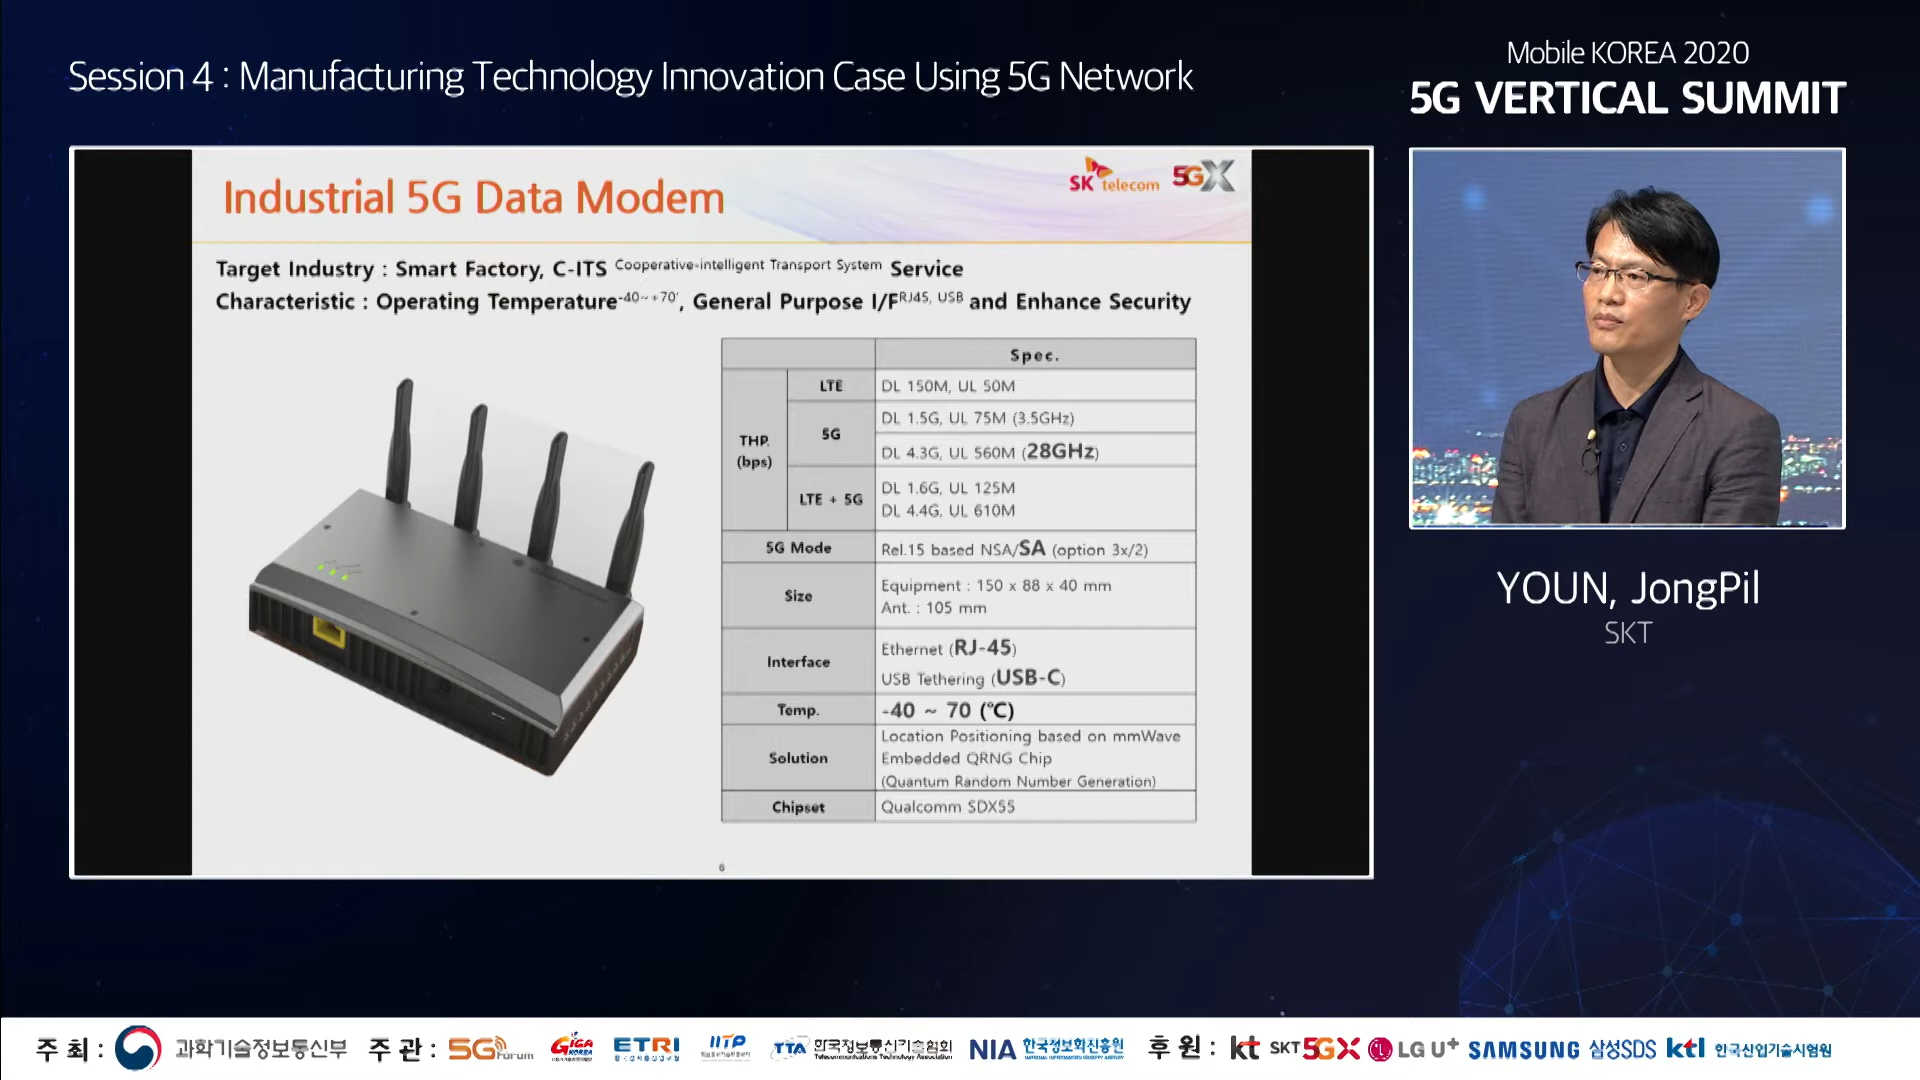 Session 4 : Manufacturing Technology Innovation Case Using 5G Network
Mobile KOREA 2020
5G VERTICAL SUMMIT
Industrial 5G Data Modem
SK telecom 5GX
Target Industry : Smart Factory, C-ITS Cooperative-intelligent Transport System Service
Characteristic : Operating Temperature-40~+70', General Purpose I/F RJ45, USB and Enhance Security
Spec.
THP. (bps)
LTE
DL 150M, UL 50M
5G
DL 1.5G, UL 75M (3.5GHz)
DL 4.3G, UL 560M (28GHz)
LTE + 5G
DL 1.6G, UL 125M
DL 4.4G, UL 610M
5G Mode
Rel.15 based NSA/SA (option 3x/2)
Size
Equipment : 150 x 88 x 40 mm
Ant. : 105 mm
Interface
Ethernet (RJ-45)
USB Tethering (USB-C)
Temp.
-40 ~ 70 (℃)
Solution
Location Positioning based on mmWave
Embedded QRNG Chip
(Quantum Random Number Generation)
Chipset
Qualcomm SDX55
6
YOUN, JongPil
SKT
주 최 : 과학기술정보통신부 주 관 : 5G Forum GIGA KOREA ETRI IITP TTA 한국정보통신기술협회 Telecommunications Technology Association NIA 한국정보화진흥원 후 원 : kt SKT 5GX LG U+ SAMSUNG 삼성SDS ktl 한국산업기술시험원